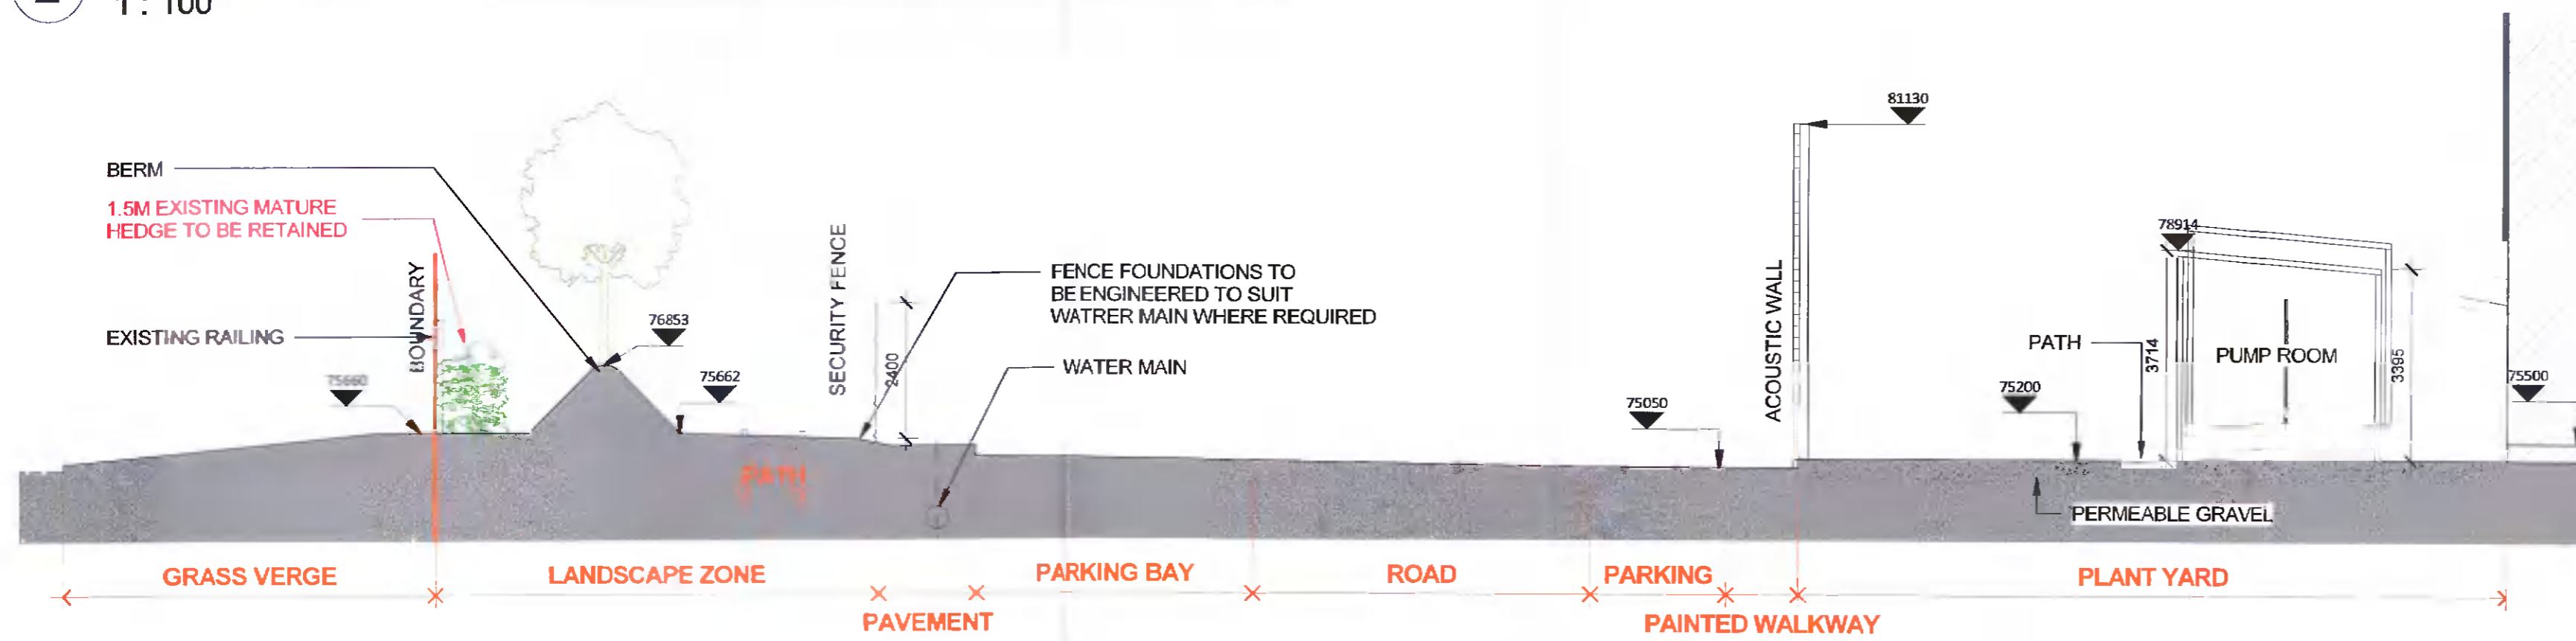 1 : 100
81130
BERM
1.5M EXISTING MATURE
HEDGE TO BE RETAINED
78914
SECURITY FENCE
FENCE FOUNDATIONS TO
BE ENGINEERED TO SUIT
WATRER MAIN WHERE REQUIRED
BOUNDARY
EXISTING RAILING
76853
ACOUSTIC WALL
PATH
3714
PUMP ROOM
3395
2400
WATER MAIN
75660
75662
75050
75200
75500
PATH
PERMEABLE GRAVEL
GRASS VERGE
LANDSCAPE ZONE
PAVEMENT
PARKING BAY
ROAD
PARKING
PAINTED WALKWAY
PLANT YARD